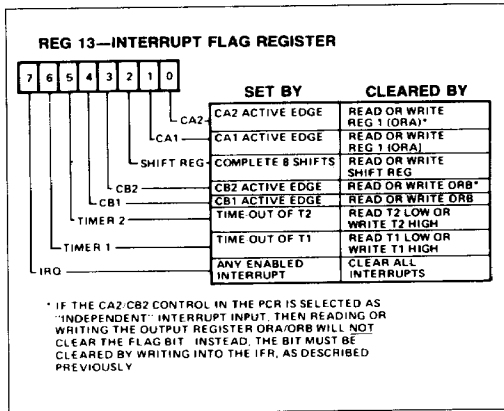 REG 13—INTERRUPT FLAG REGISTER
7 6 5 4 3 2 1 0
SET BY CLEARED BY
CA2 CA2 ACTIVE EDGE READ OR WRITE
REG 1 (ORA)*
CA1 CA1 ACTIVE EDGE READ OR WRITE
REG 1 (ORA)
SHIFT REG COMPLETE 8 SHIFTS READ OR WRITE
SHIFT REG
CB2 CB2 ACTIVE EDGE READ OR WRITE ORB*
CB1 CB1 ACTIVE EDGE READ OR WRITE ORB
TIMER 2 TIME-OUT OF T2 READ T2 LOW OR
WRITE T2 HIGH
TIMER 1 TIME-OUT OF T1 READ T1 LOW OR
WRITE T1 HIGH
IRQ ANY ENABLED CLEAR ALL
INTERRUPT INTERRUPTS
* IF THE CA2/CB2 CONTROL IN THE PCR IS SELECTED AS
"INDEPENDENT" INTERRUPT INPUT, THEN READING OR
WRITING THE OUTPUT REGISTER ORA/ORB WILL NOT
CLEAR THE FLAG BIT INSTEAD, THE BIT MUST BE
CLEARED BY WRITING INTO THE IFR, AS DESCRIBED
PREVIOUSLY